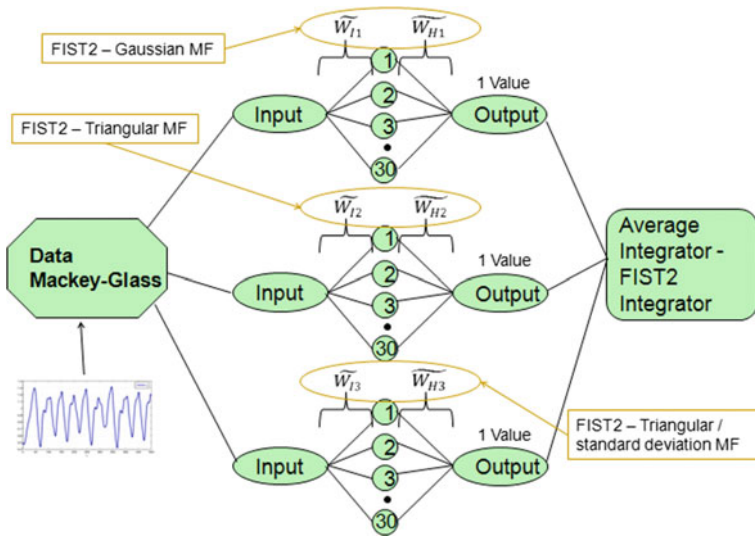 FIST2 – Gaussian MF
W̃I1
W̃H1
1
2
3
30
Input
1 Value
Output
FIST2 – Triangular MF
W̃I2
W̃H2
1
2
3
30
Input
1 Value
Output
Data
Mackey-Glass
Average
Integrator -
FIST2
Integrator
W̃I3
W̃H3
1
2
3
30
Input
1 Value
Output
FIST2 – Triangular /
standard deviation MF